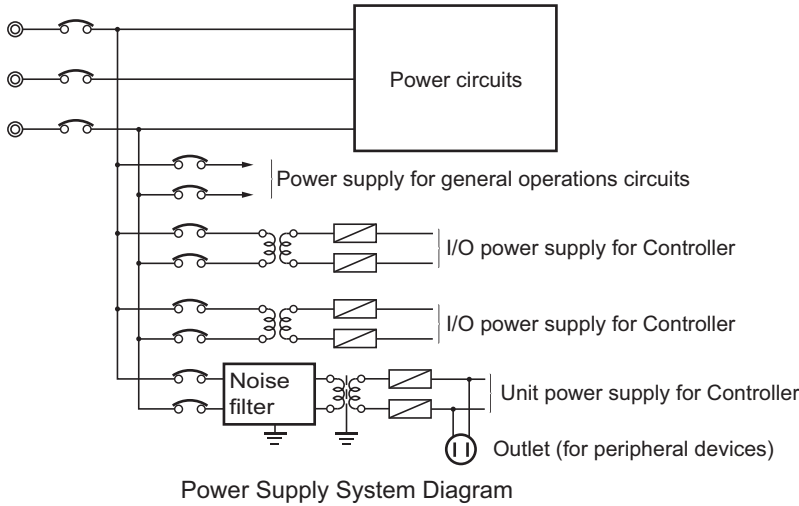 Power circuits
Power supply for general operations circuits
I/O power supply for Controller
I/O power supply for Controller
Noise
filter
Unit power supply for Controller
Outlet (for peripheral devices)
Power Supply System Diagram